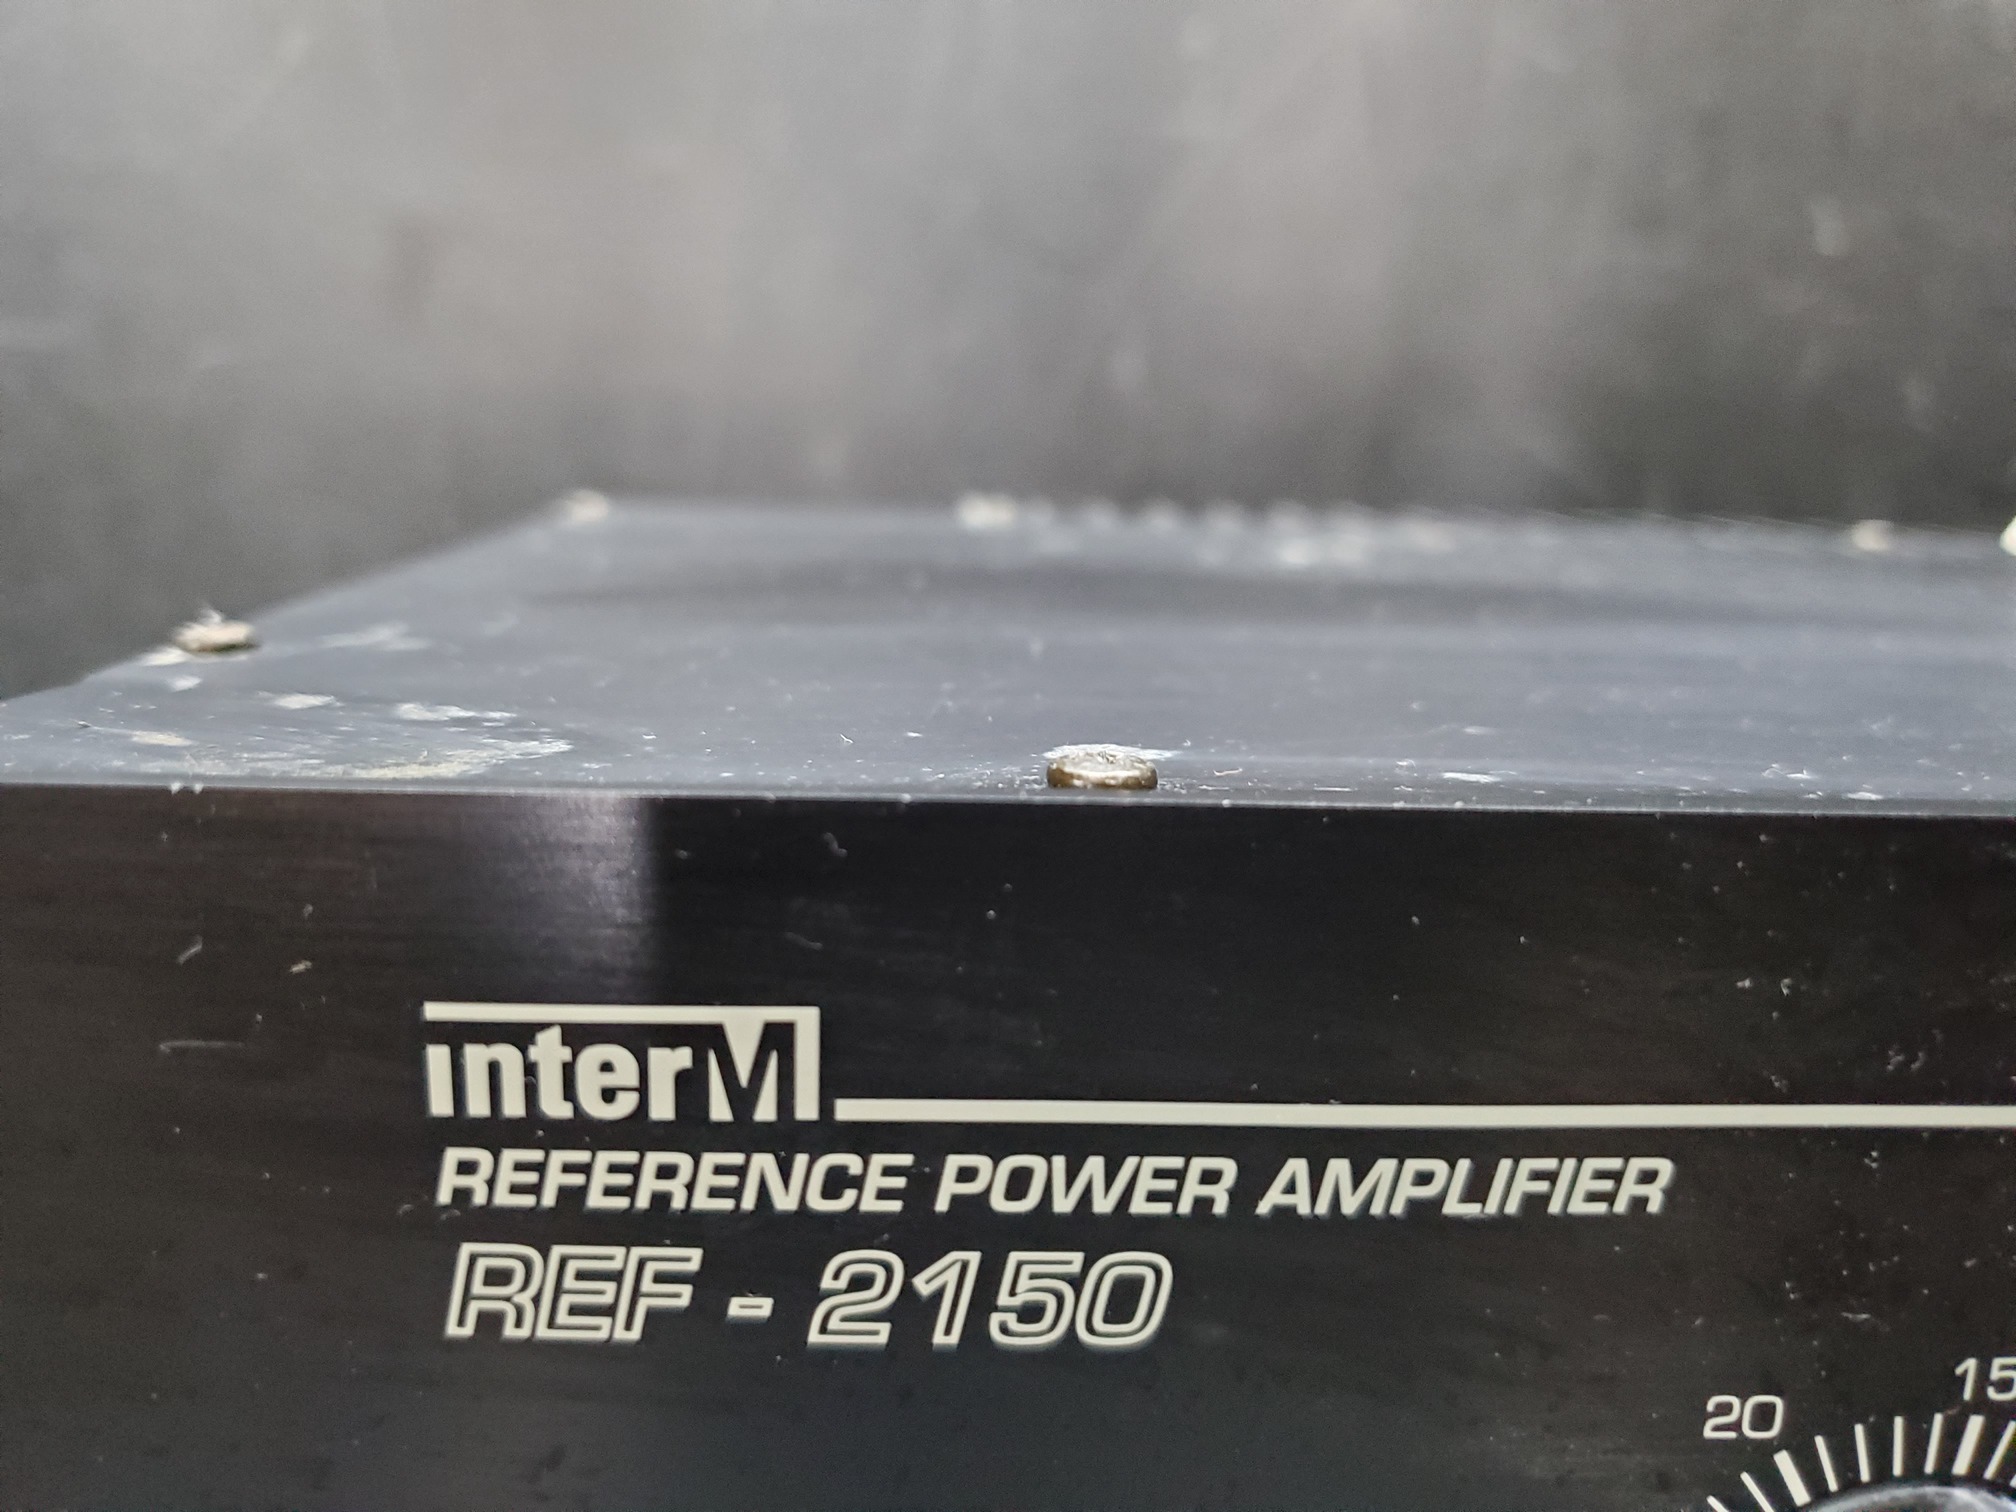 interM
REFERENCE POWER AMPLIFIER
REF - 2150
15
20